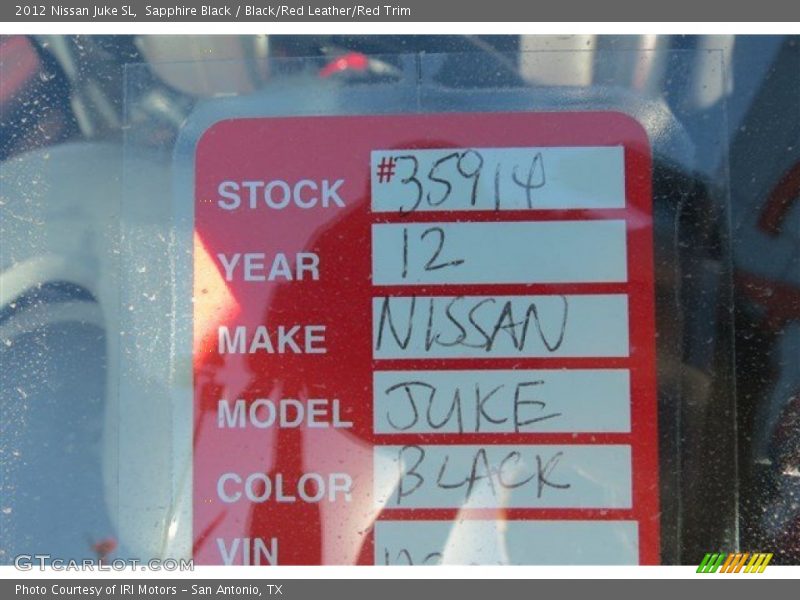 2012 Nissan Juke SL, Sapphire Black / Black/Red Leather/Red Trim
STOCK #35914
YEAR 12
MAKE NISSAN
MODEL JUKE
COLOR BLACK
VIN
GTCARLOT.COM
Photo Courtesy of IRI Motors - San Antonio, TX